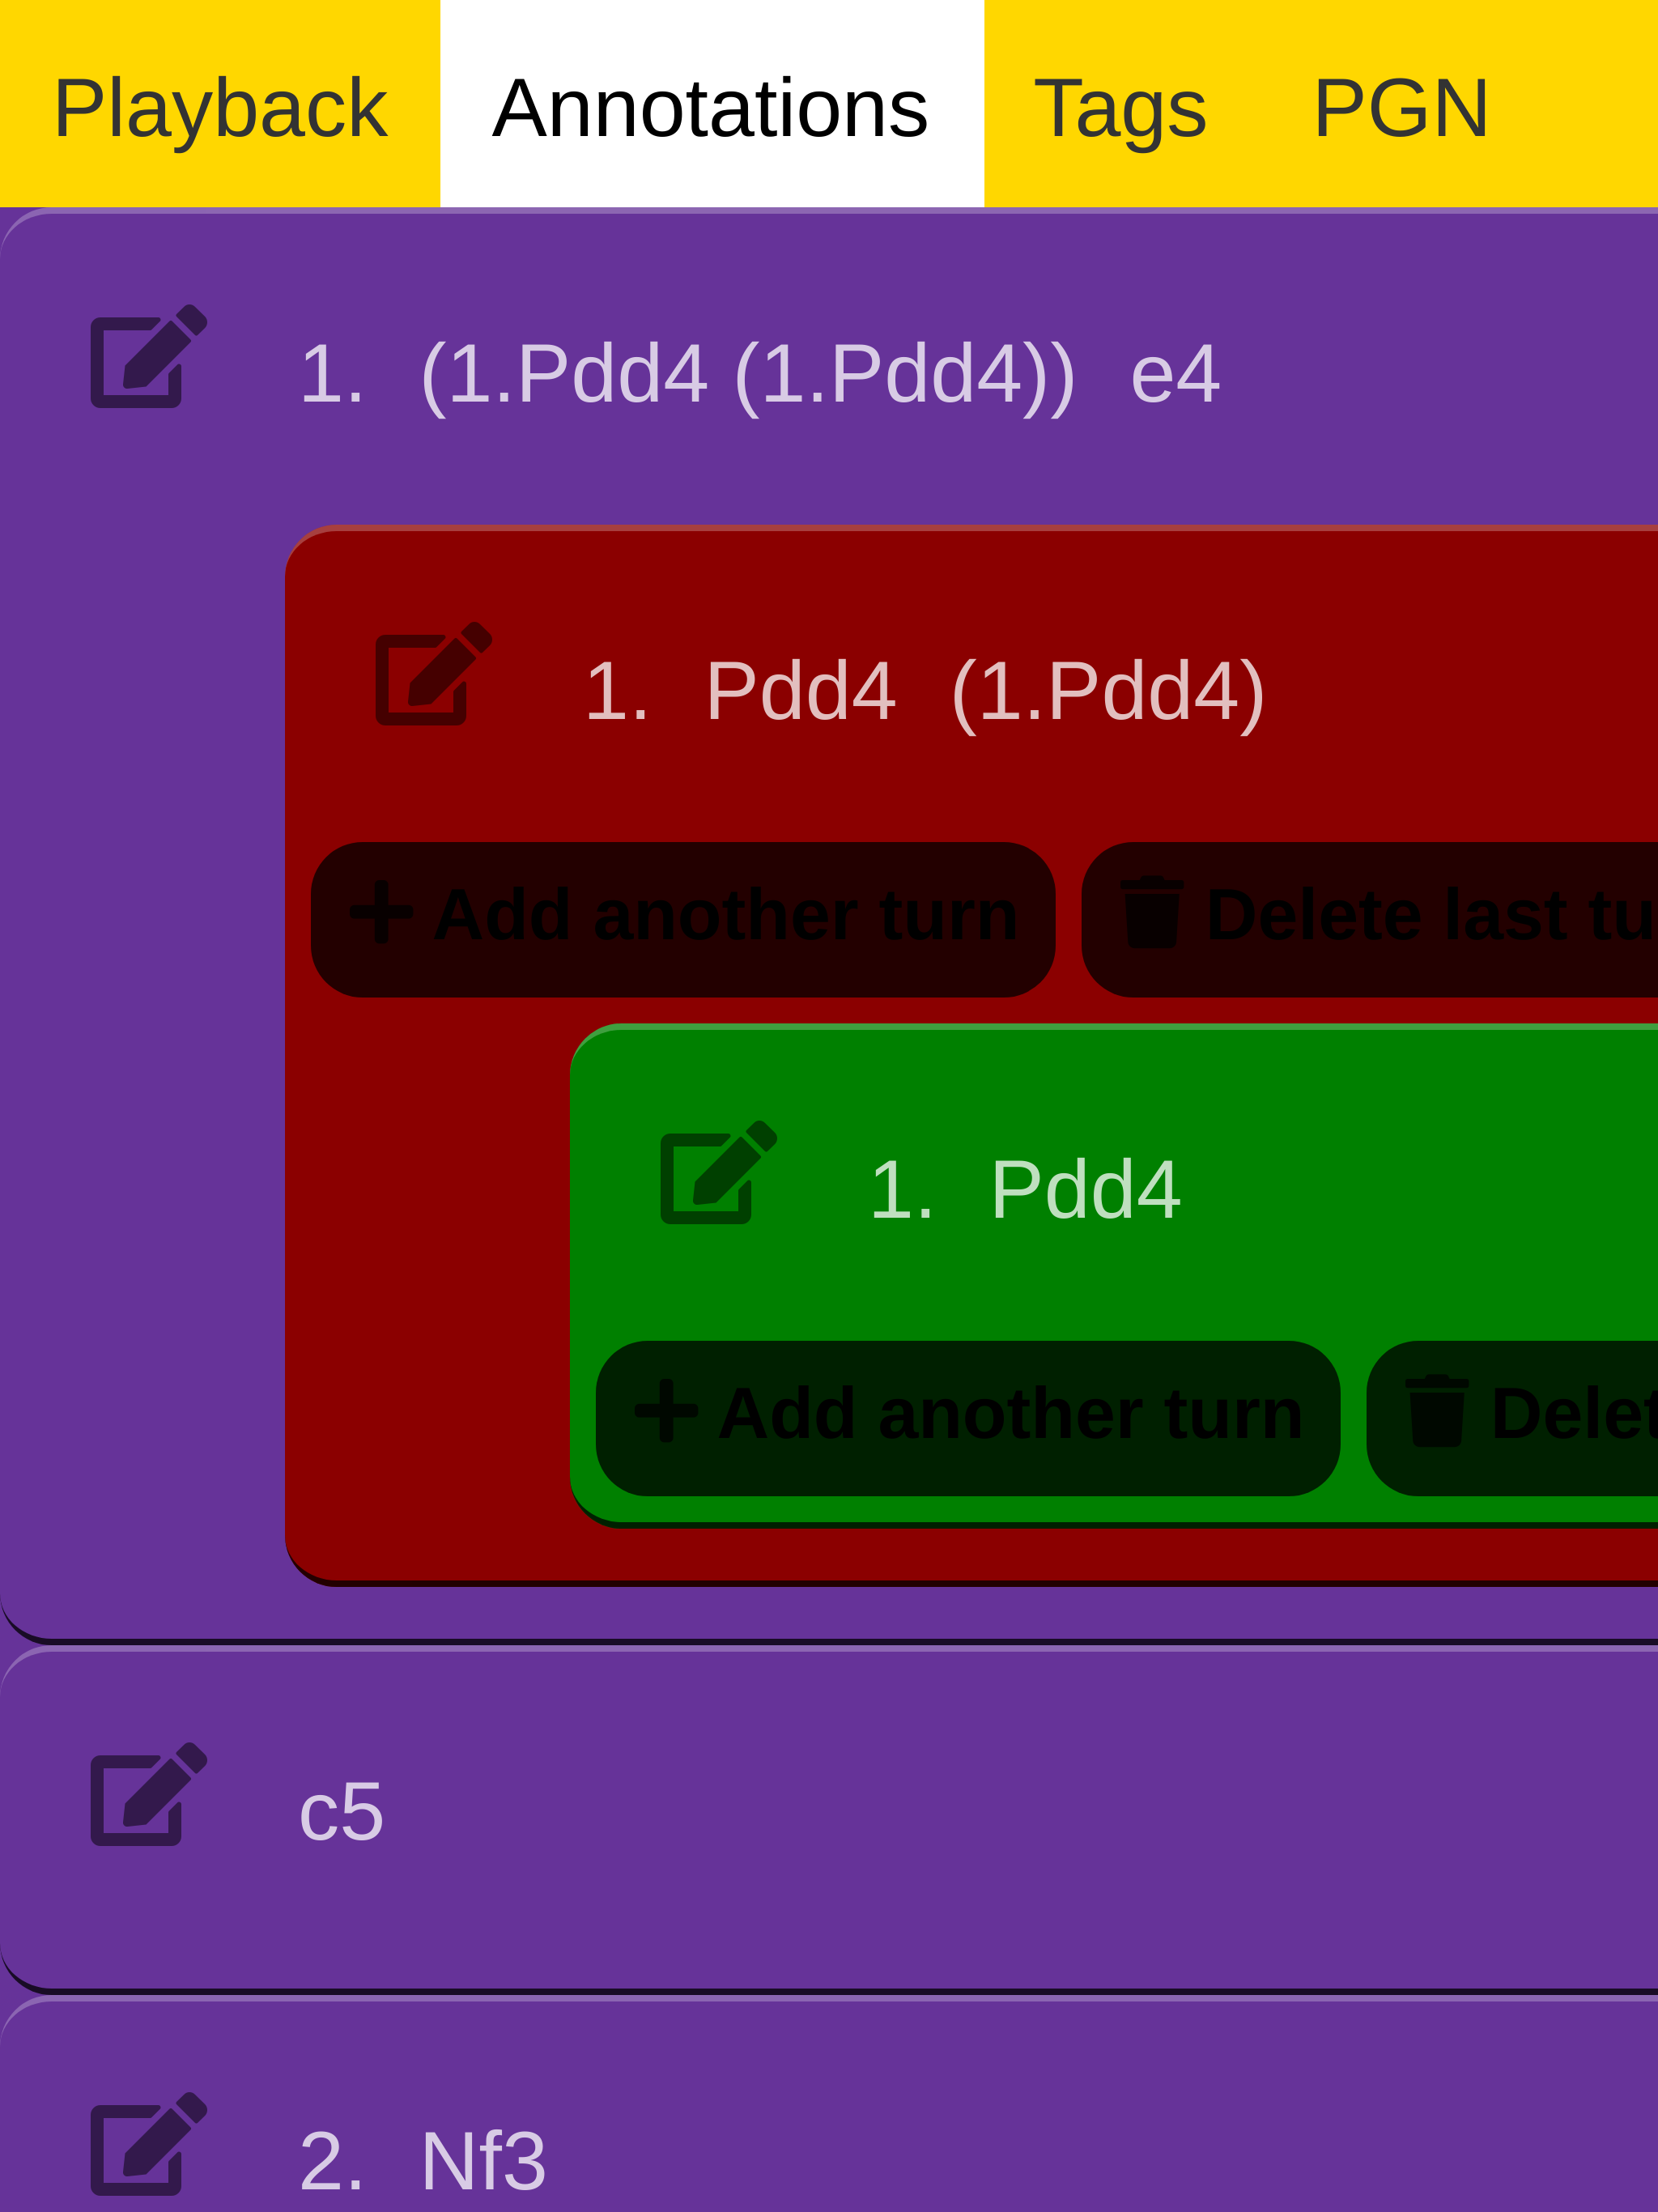 Playback Annotations Tags PGN
1. (1.Pdd4 (1.Pdd4)) e4
1. Pdd4 (1.Pdd4)
Add another turn Delete last tu
1. Pdd4
Add another turn Delet
c5
2. Nf3